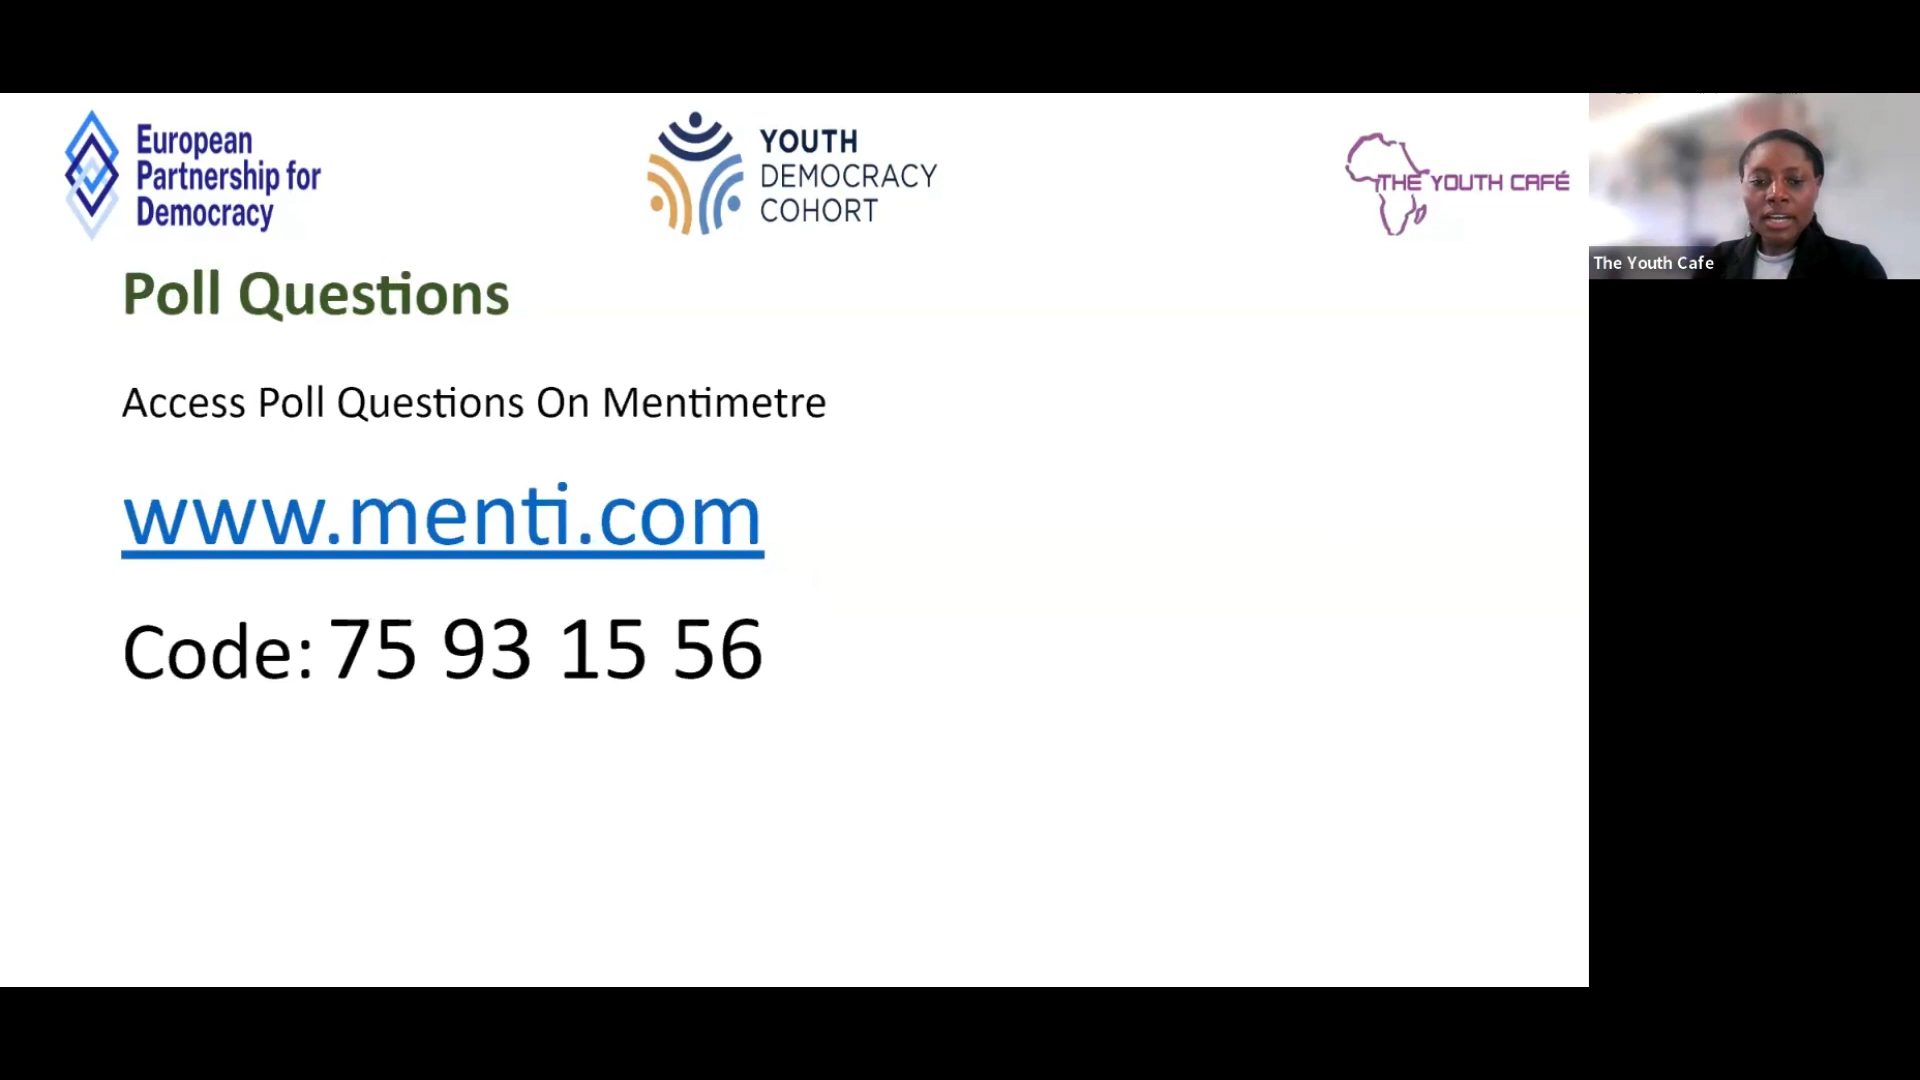 European
Partnership for
Democracy
YOUTH
DEMOCRACY
COHORT
THE YOUTH CAFÉ
The Youth Cafe
Poll Questions
Access Poll Questions On Mentimetre
www.menti.com
Code: 75 93 15 56